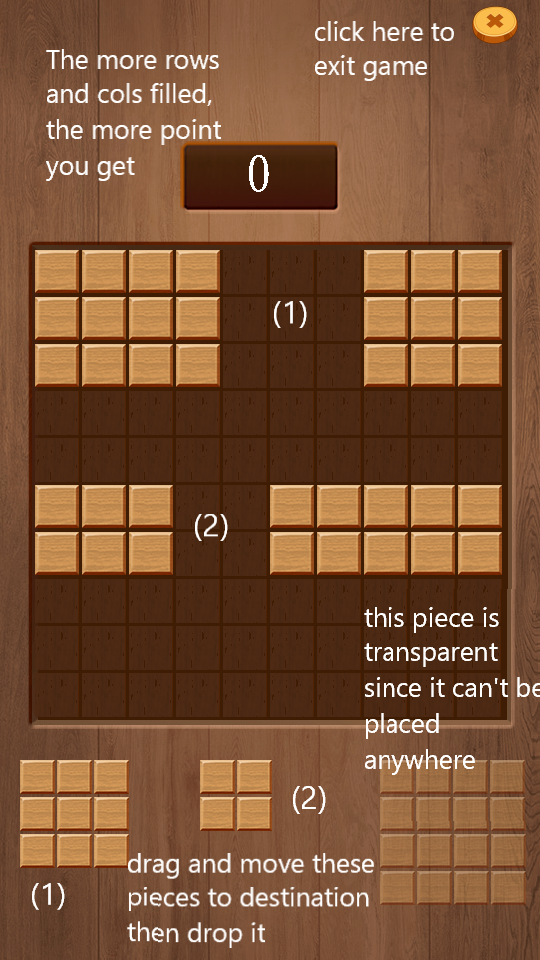 click here to
exit game
The more rows
and cols filled,
the more point
you get
0
(1)
(2)
this piece is
transparent
since it can't be
placed
anywhere
(2)
(1)
drag and move these
pieces to destination
then drop it